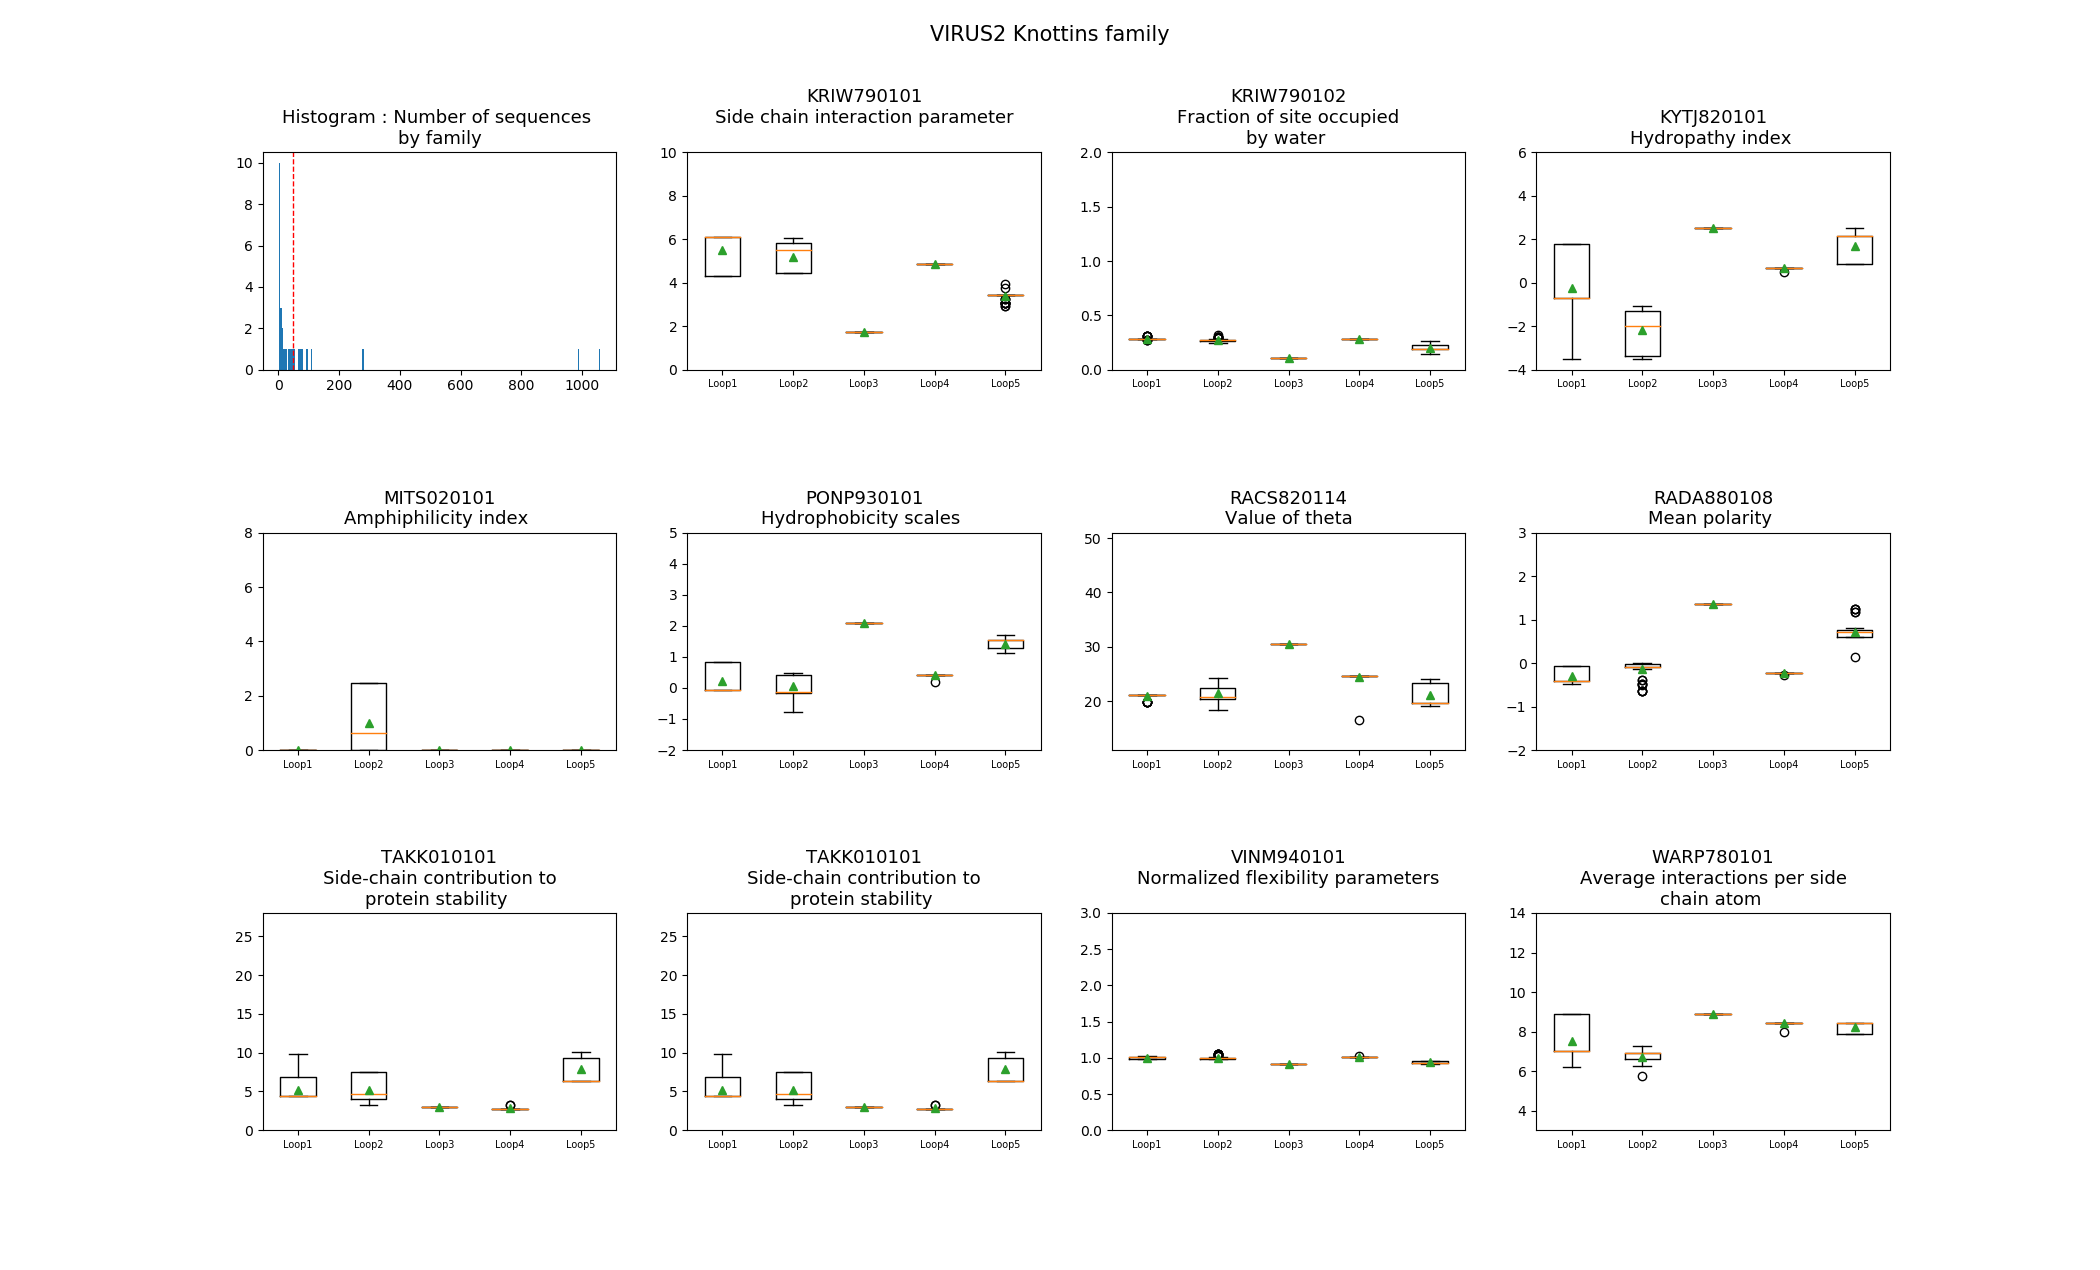 VIRUS2 Knottins family
Histogram : Number of sequences
by family
10
8
6
4
2
0
0 200 400 600 800 1000
KRIW790101
Side chain interaction parameter
10
8
6
4
2
0
Loop1 Loop2 Loop3 Loop4 Loop5
KRIW790102
Fraction of site occupied
by water
2.0
1.5
1.0
0.5
0.0
Loop1 Loop2 Loop3 Loop4 Loop5
KYTJ820101
Hydropathy index
6
4
2
0
−2
−4
Loop1 Loop2 Loop3 Loop4 Loop5
MITS020101
Amphiphilicity index
8
6
4
2
0
Loop1 Loop2 Loop3 Loop4 Loop5
PONP930101
Hydrophobicity scales
5
4
3
2
1
0
−1
−2
Loop1 Loop2 Loop3 Loop4 Loop5
RACS820114
Value of theta
50
40
30
20
Loop1 Loop2 Loop3 Loop4 Loop5
RADA880108
Mean polarity
3
2
1
0
−1
−2
Loop1 Loop2 Loop3 Loop4 Loop5
TAKK010101
Side-chain contribution to
protein stability
25
20
15
10
5
0
Loop1 Loop2 Loop3 Loop4 Loop5
TAKK010101
Side-chain contribution to
protein stability
25
20
15
10
5
0
Loop1 Loop2 Loop3 Loop4 Loop5
VINM940101
Normalized flexibility parameters
3.0
2.5
2.0
1.5
1.0
0.5
0.0
Loop1 Loop2 Loop3 Loop4 Loop5
WARP780101
Average interactions per side
chain atom
14
12
10
8
6
4
Loop1 Loop2 Loop3 Loop4 Loop5